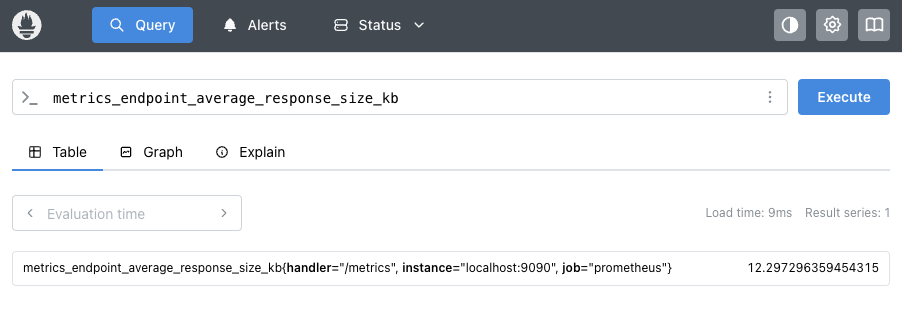 Query Alerts Status
>_ metrics_endpoint_average_response_size_kb Execute
Table Graph Explain
Evaluation time Load time: 9ms Result series: 1
metrics_endpoint_average_response_size_kb{handler="/metrics", instance="localhost:9090", job="prometheus"} 12.297296359454315